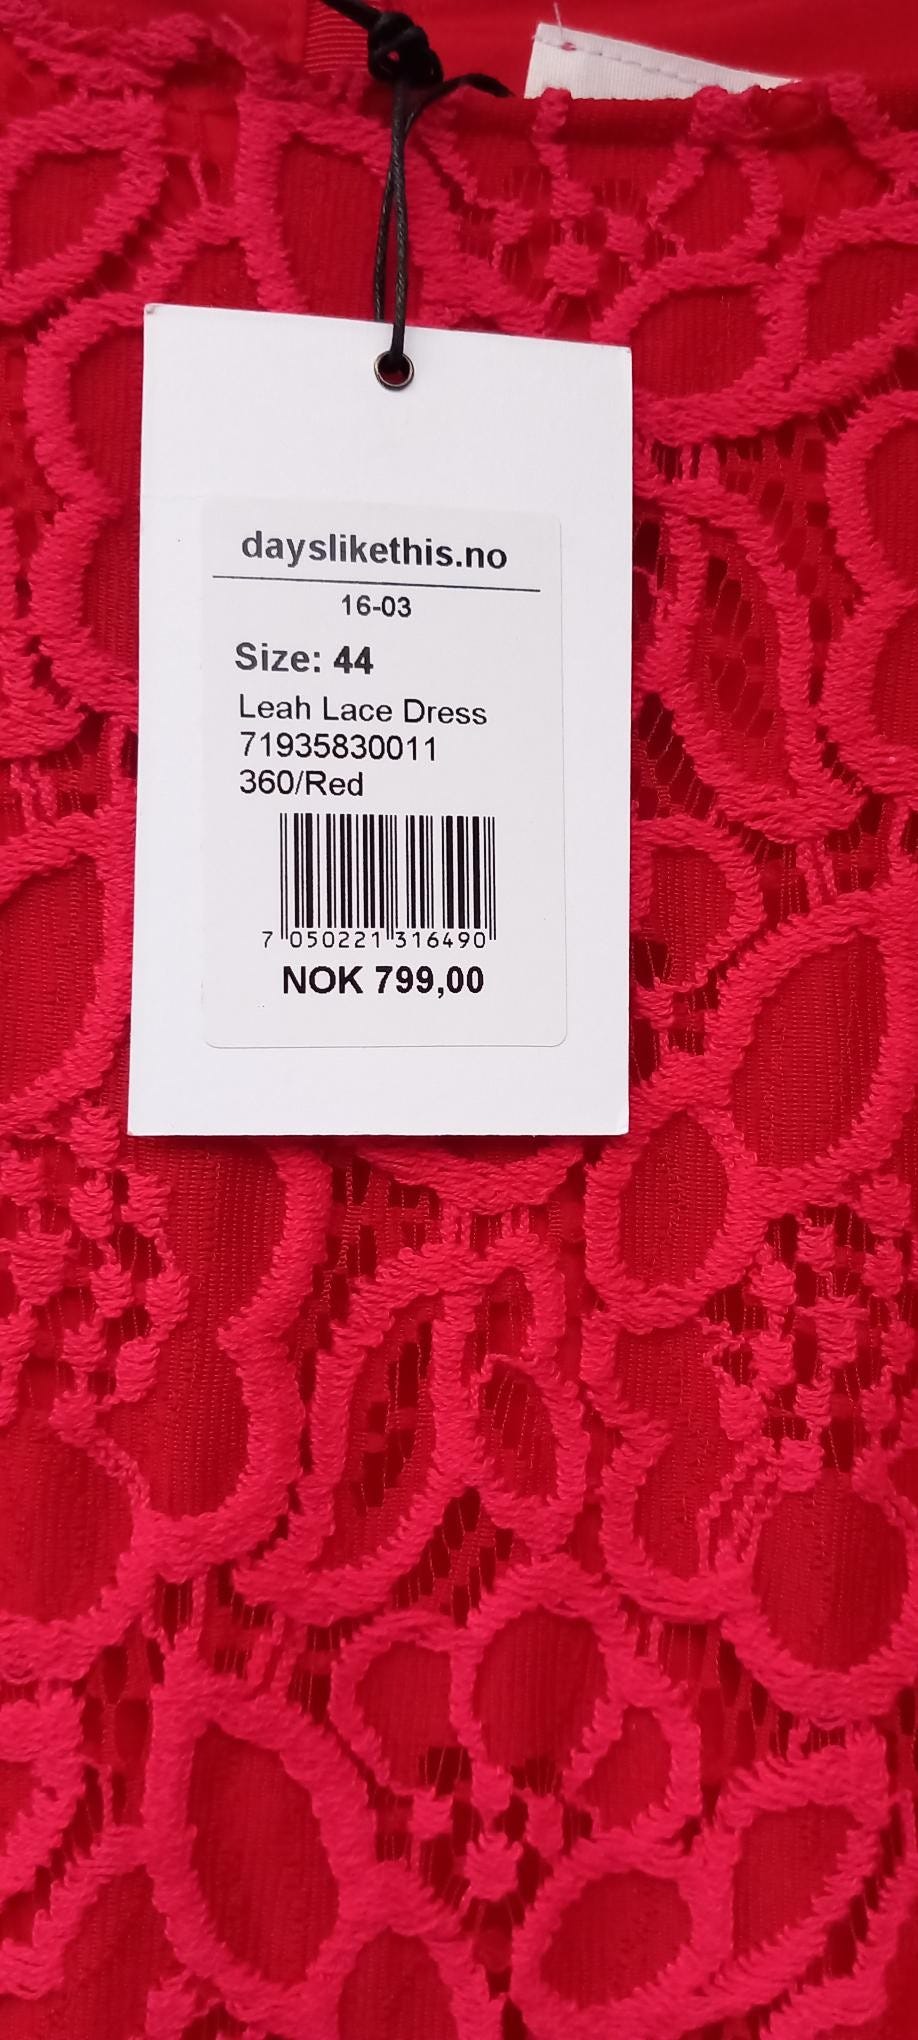 dayslikethis.no
16-03
Size: 44
Leah Lace Dress
71935830011
360/Red
7 050221 316490
NOK 799,00